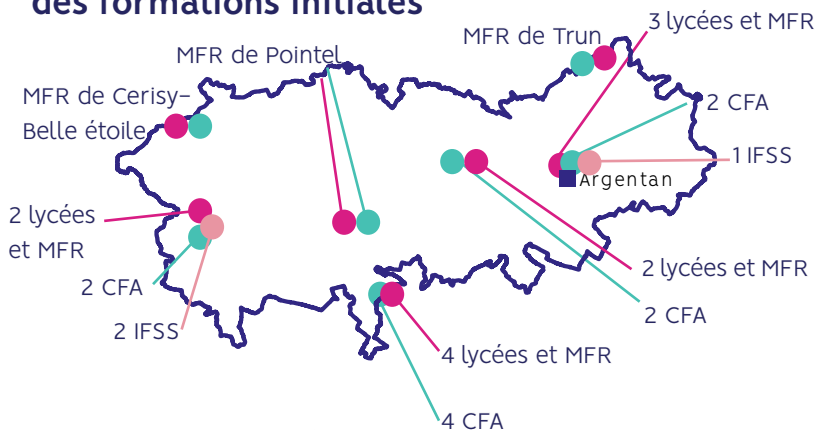 des formations initiales
3 lycées et MFR
MFR de Trun
MFR de Pointel
MFR de Cerisy–
Belle étoile
2 CFA
1 IFSS
Argentan
2 lycées
et MFR
2 lycées et MFR
2 CFA
2 CFA
2 IFSS
4 lycées et MFR
4 CFA